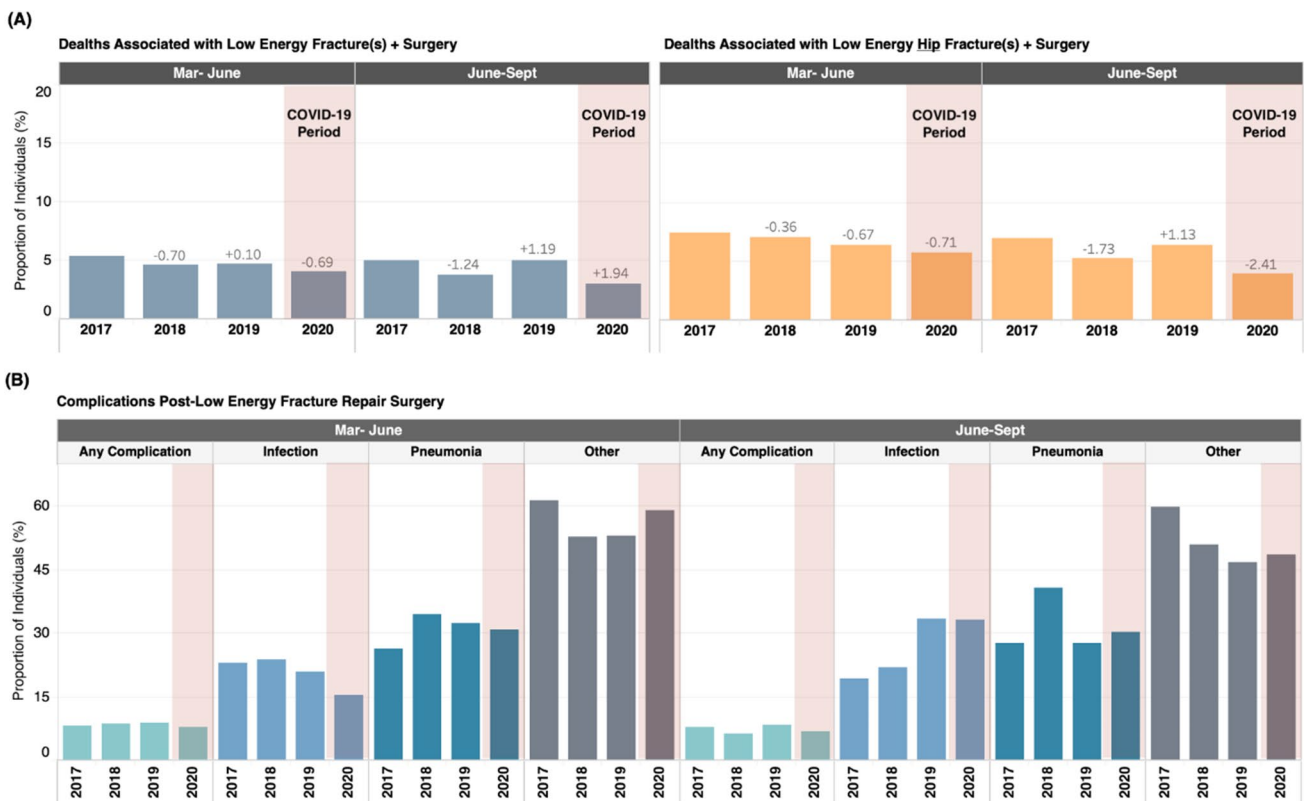 (A)
Dealths Associated with Low Energy Fracture(s) + Surgery
Dealths Associated with Low Energy Hip Fracture(s) + Surgery
Mar- June
June-Sept
Mar- June
June-Sept
Proportion of Individuals (%)
20
15
10
5
0
COVID-19
Period
COVID-19
Period
COVID-19
Period
COVID-19
Period
-0.70
+0.10
-0.69
-1.24
+1.19
+1.94
-0.36
-0.67
-0.71
-1.73
+1.13
-2.41
2017 2018 2019 2020 2017 2018 2019 2020 2017 2018 2019 2020 2017 2018 2019 2020
(B)
Complications Post-Low Energy Fracture Repair Surgery
Mar- June
June-Sept
Any Complication Infection Pneumonia Other Any Complication Infection Pneumonia Other
Proportion of Individuals (%)
60
45
30
15
0
2017 2018 2019 2020 2017 2018 2019 2020 2017 2018 2019 2020 2017 2018 2019 2020 2017 2018 2019 2020 2017 2018 2019 2020 2017 2018 2019 2020 2017 2018 2019 2020